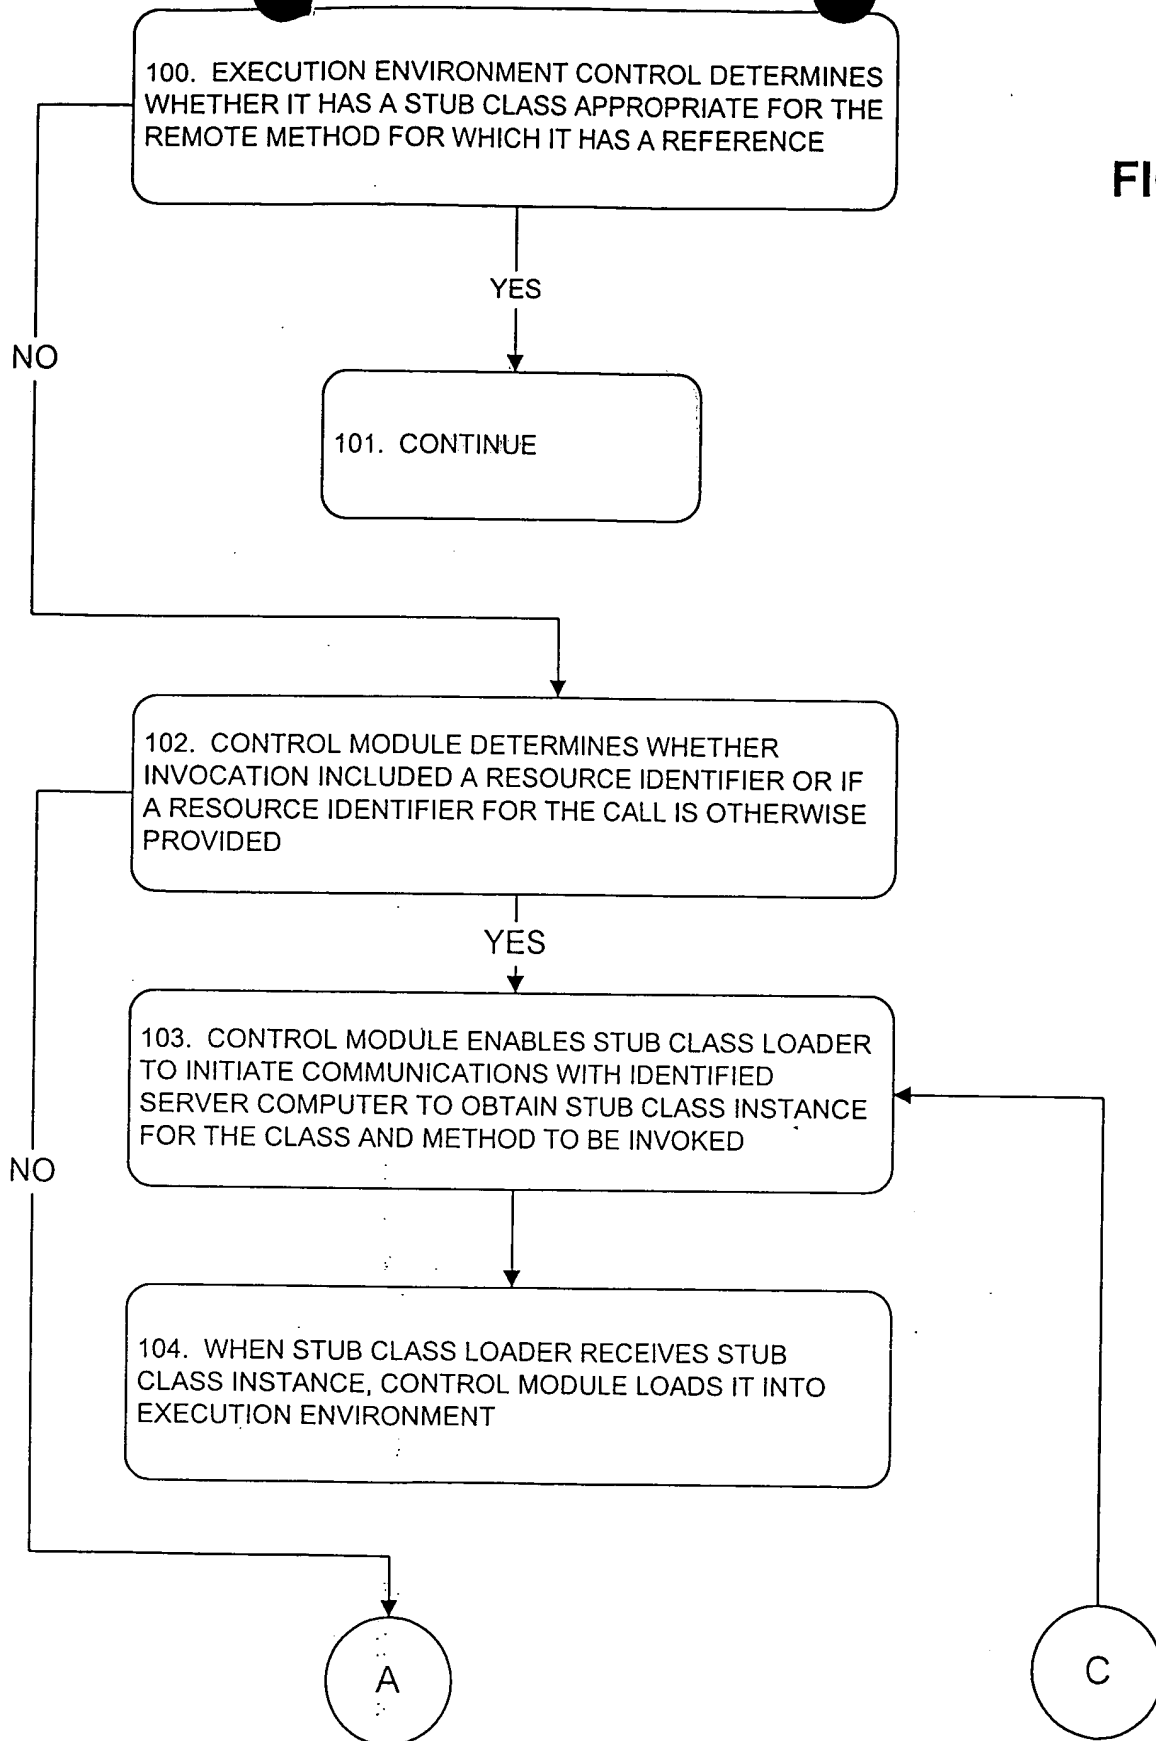 100. EXECUTION ENVIRONMENT CONTROL DETERMINES
WHETHER IT HAS A STUB CLASS APPROPRIATE FOR THE
REMOTE METHOD FOR WHICH IT HAS A REFERENCE
FI
YES
NO
101. CONTINUE
102. CONTROL MODULE DETERMINES WHETHER
INVOCATION INCLUDED A RESOURCE IDENTIFIER OR IF
A RESOURCE IDENTIFIER FOR THE CALL IS OTHERWISE
PROVIDED
YES
103. CONTROL MODULE ENABLES STUB CLASS LOADER
TO INITIATE COMMUNICATIONS WITH IDENTIFIED
SERVER COMPUTER TO OBTAIN STUB CLASS INSTANCE
FOR THE CLASS AND METHOD TO BE INVOKED
NO
104. WHEN STUB CLASS LOADER RECEIVES STUB
CLASS INSTANCE, CONTROL MODULE LOADS IT INTO
EXECUTION ENVIRONMENT
A
C